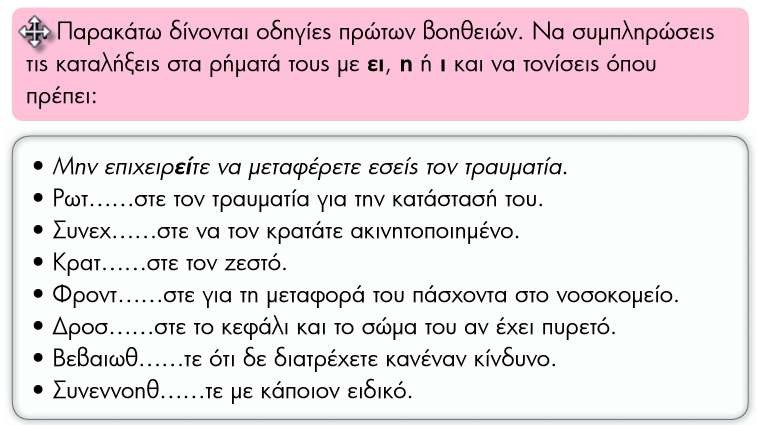 Παρακάτω δίνονται οδηγίες πρώτων βοηθειών. Να συμπληρώσεις
τις καταλήξεις στα ρήματά τους με ει, η ή ι και να τονίσεις όπου
πρέπει:
• Μην επιχειρείτε να μεταφέρετε εσείς τον τραυματία.
• Ρωτ......στε τον τραυματία για την κατάστασή του.
• Συνεχ......στε να τον κρατάτε ακινητοποιημένο.
• Κρατ......στε τον ζεστό.
• Φροντ......στε για τη μεταφορά του πάσχοντα στο νοσοκομείο.
• Δροσ......στε το κεφάλι και το σώμα του αν έχει πυρετό.
• Βεβαιωθ......τε ότι δε διατρέχετε κανέναν κίνδυνο.
• Συνεννοηθ......τε με κάποιον ειδικό.